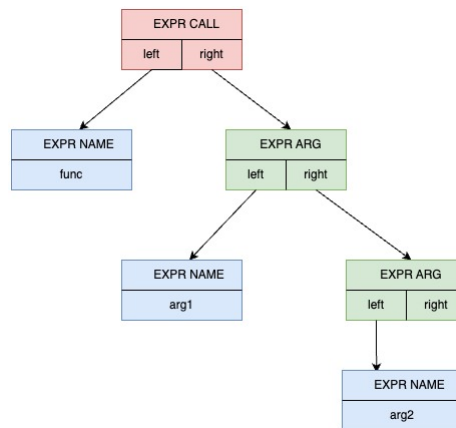 EXPR CALL
left right
EXPR NAME
func
EXPR ARG
left right
EXPR NAME
arg1
EXPR ARG
left right
EXPR NAME
arg2